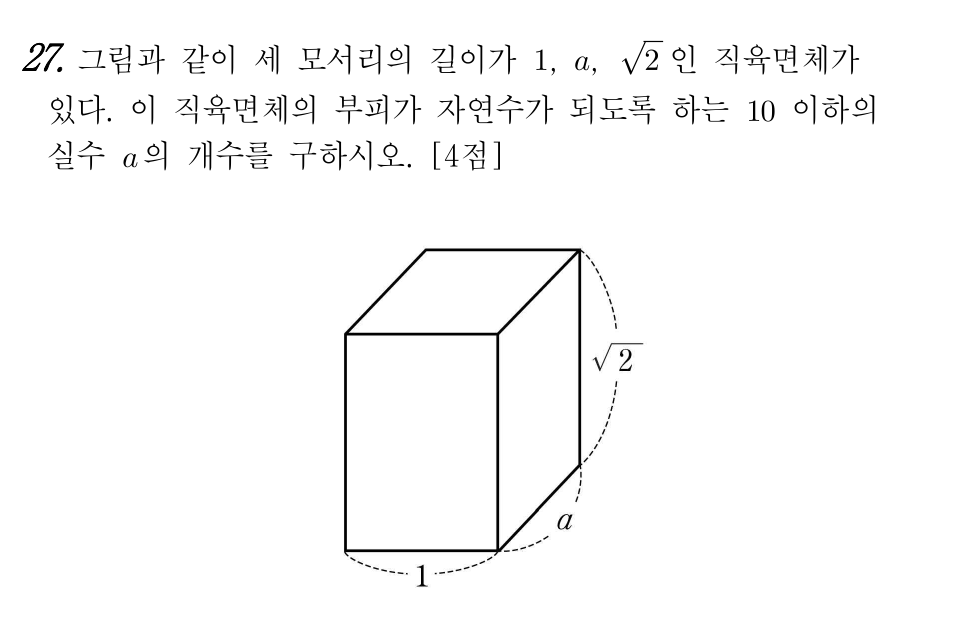 27. 그림과 같이 세 모서리의 길이가 1, a, √2 인 직육면체가
있다. 이 직육면체의 부피가 자연수가 되도록 하는 10 이하의
실수 a의 개수를 구하시오. [4점]
√2
a
1